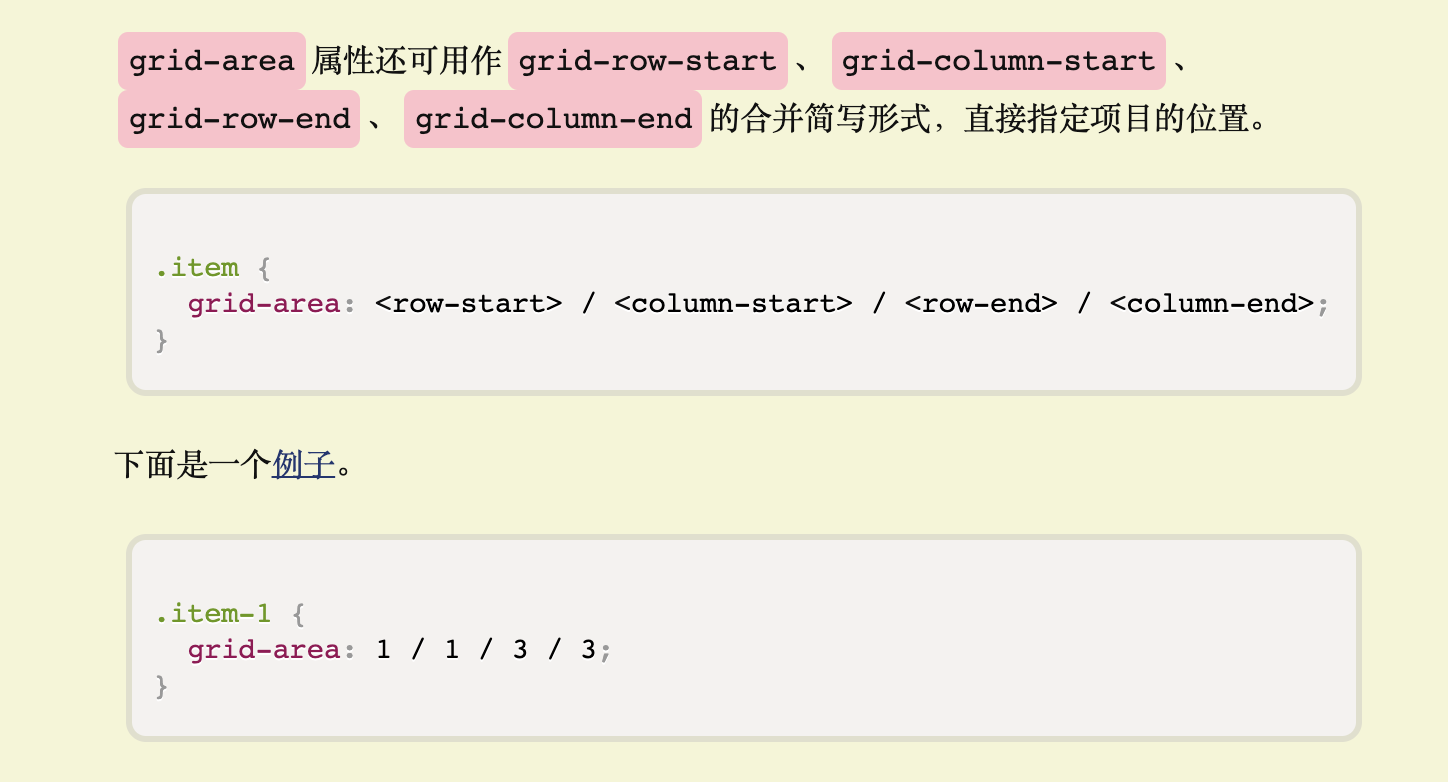 grid-area 属性还可用作 grid-row-start 、 grid-column-start 、
grid-row-end 、 grid-column-end 的合并简写形式，直接指定项目的位置。
.item {
  grid-area: <row-start> / <column-start> / <row-end> / <column-end>;
}
下面是一个例子。
.item-1 {
  grid-area: 1 / 1 / 3 / 3;
}